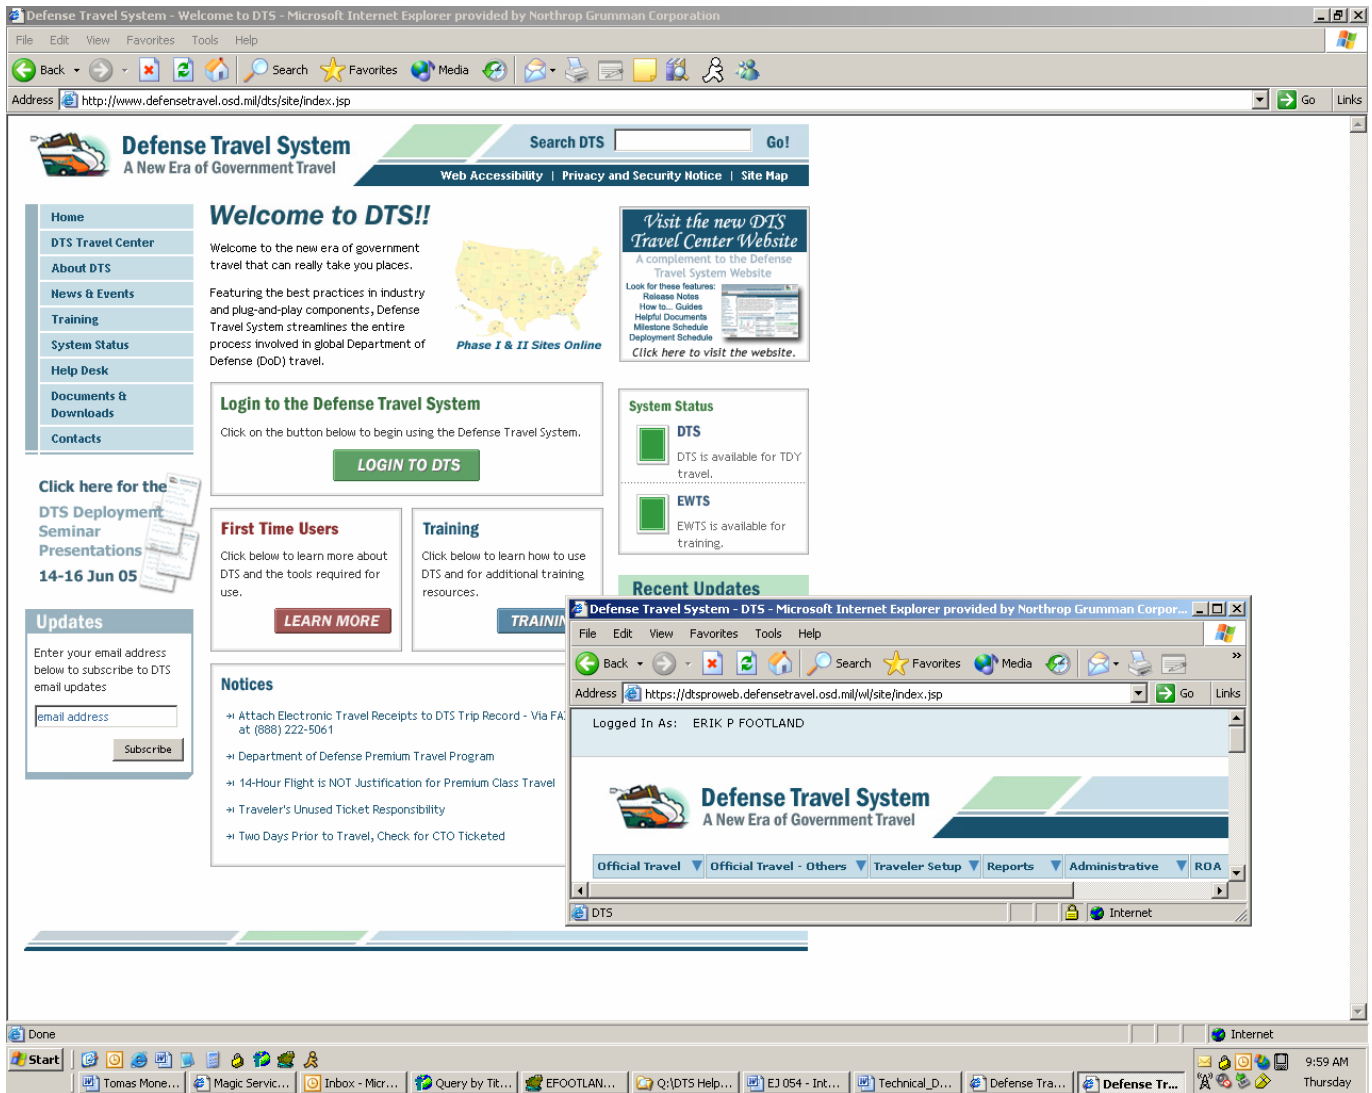 Defense Travel System - Welcome to DTS - Microsoft Internet Explorer provided by Northrop Grumman Corporation
File Edit View Favorites Tools Help
Back Search Favorites Media
Address http://www.defensetravel.osd.mil/dts/site/index.jsp Go Links
Defense Travel System
A New Era of Government Travel
Search DTS Go!
Web Accessibility | Privacy and Security Notice | Site Map
Home
DTS Travel Center
About DTS
News & Events
Training
System Status
Help Desk
Documents &
Downloads
Contacts
Click here for the
DTS Deployment
Seminar
Presentations
14-16 Jun 05
Updates
Enter your email address
below to subscribe to DTS
email updates
email address
Subscribe
Welcome to DTS!!
Welcome to the new era of government
travel that can really take you places.
Featuring the best practices in industry
and plug-and-play components, Defense
Travel System streamlines the entire
process involved in global Department of
Defense (DoD) travel.
Phase I & II Sites Online
Visit the new DTS
Travel Center Website
A complement to the Defense
Travel System Website
Look for these features:
Release Notes
How to... Guides
Helpful Documents
Milestone Schedule
Deployment Schedule
Click here to visit the website.
Login to the Defense Travel System
Click on the button below to begin using the Defense Travel System.
LOGIN TO DTS
System Status
DTS
DTS is available for TDY
travel.
EWTS
EWTS is available for
training.
Recent Updates
First Time Users
Click below to learn more about
DTS and the tools required for
use.
LEARN MORE
Training
Click below to learn how to use
DTS and for additional training
resources.
TRAININ
Notices
Attach Electronic Travel Receipts to DTS Trip Record - Via FA
at (888) 222-5061
Department of Defense Premium Travel Program
14-Hour Flight is NOT Justification for Premium Class Travel
Traveler's Unused Ticket Responsibility
Two Days Prior to Travel, Check for CTO Ticketed
Defense Travel System - DTS - Microsoft Internet Explorer provided by Northrop Grumman Corpor...
File Edit View Favorites Tools Help
Back Search Favorites Media »
Address https://dtsproweb.defensetravel.osd.mil/wl/site/index.jsp Go Links
Logged In As: ERIK P FOOTLAND
Defense Travel System
A New Era of Government Travel
Official Travel Official Travel - Others Traveler Setup Reports Administrative ROA
DTS Internet
Done Internet
Start 9:59 AM
Tomas Mone... Magic Servic... Inbox - Micr... Query by Tit... EFOOTLAN... Q:\DTS Help... EJ 054 - Int... Technical_D... Defense Tra... Defense Tr... Thursday